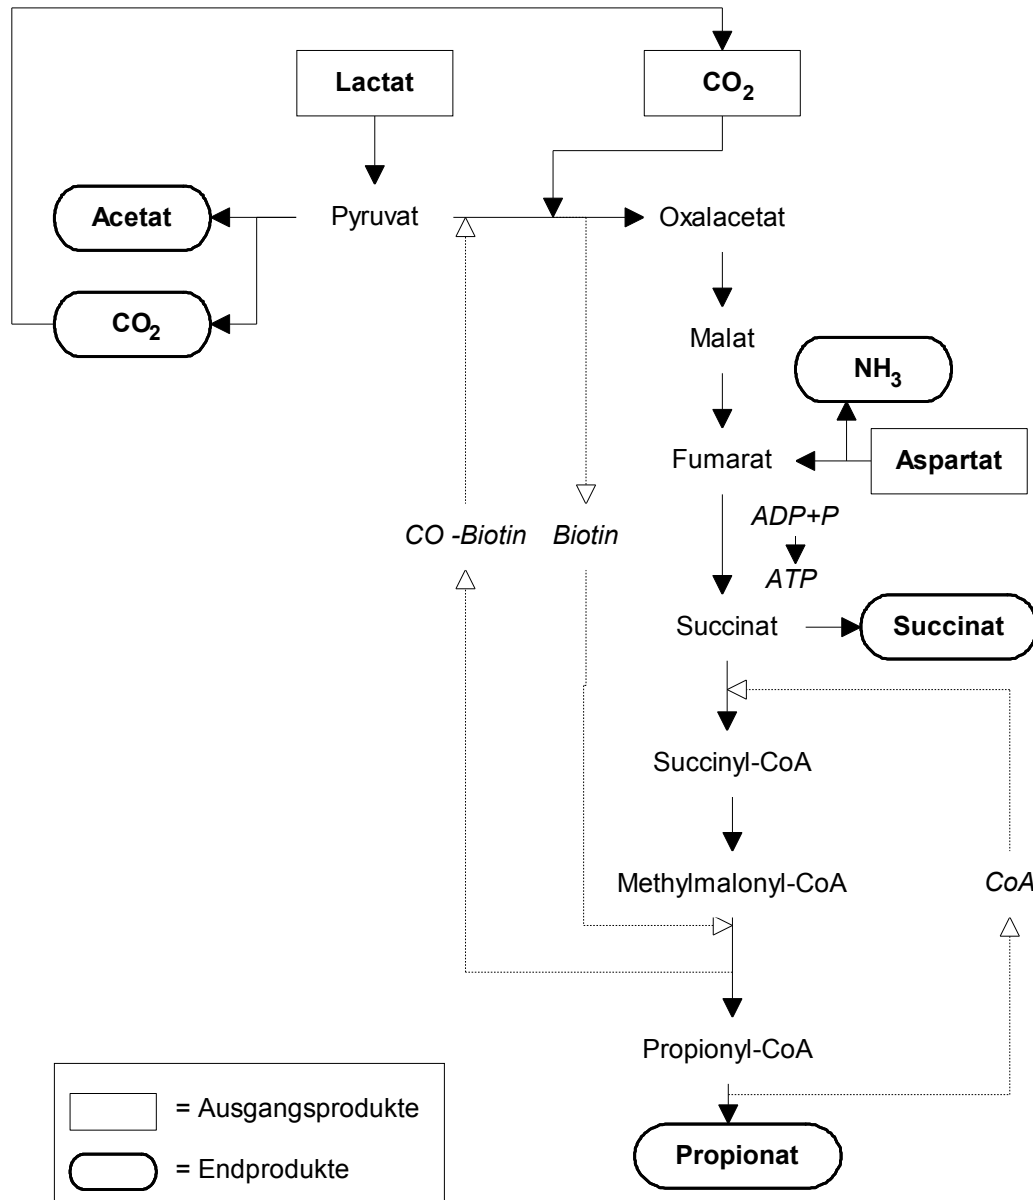 Lactat
CO2
Acetat
Pyruvat
Oxalacetat
CO2
Malat
NH3
Fumarat
Aspartat
CO -Biotin
Biotin
ADP+P
ATP
Succinat
Succinat
Succinyl-CoA
Methylmalonyl-CoA
CoA
Propionyl-CoA
= Ausgangsprodukte
Propionat
= Endprodukte